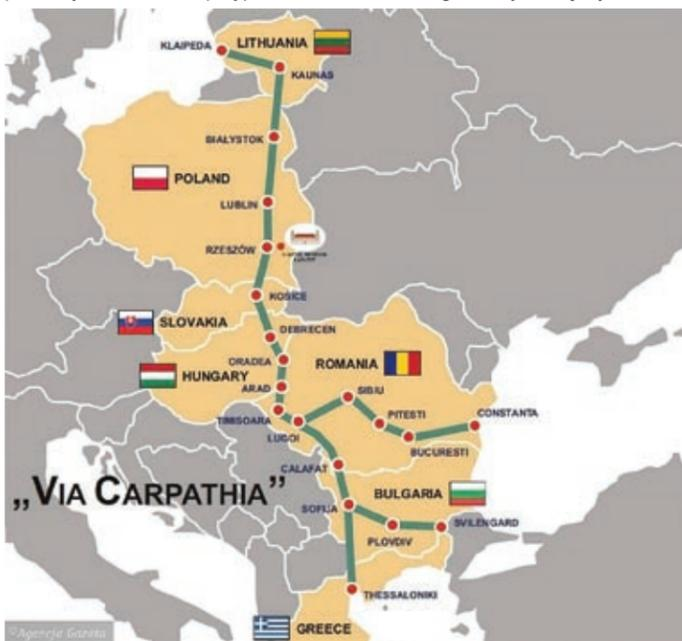 KLAIPEDA
LITHUANIA
KAUNAS
BIAŁYSTOK
POLAND
LUBLIN
RZESZÓW
KOSICE
SLOVAKIA
DEBRECEN
ORADEA
ROMANIA
HUNGARY
ARAD
SIBIU
TIMISOARA
PITESTI
CONSTANTA
LUGOI
BUCURESTI
CALAFAT
„VIA CARPATHIA”
BULGARIA
SOFIJA
SVILENGARD
PLOVDIV
THESSALONIKI
GREECE
©Agencja Gazeta